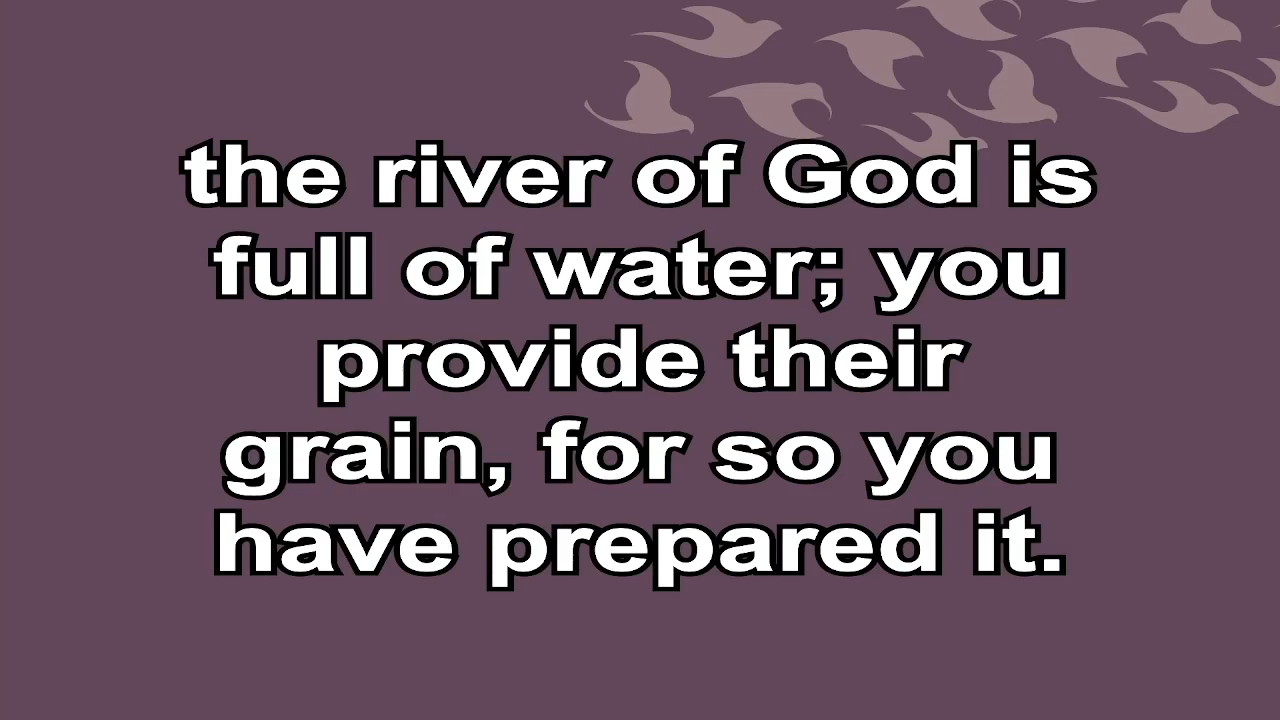 the river of God is
full of water; you
provide their
grain, for so you
have prepared it.